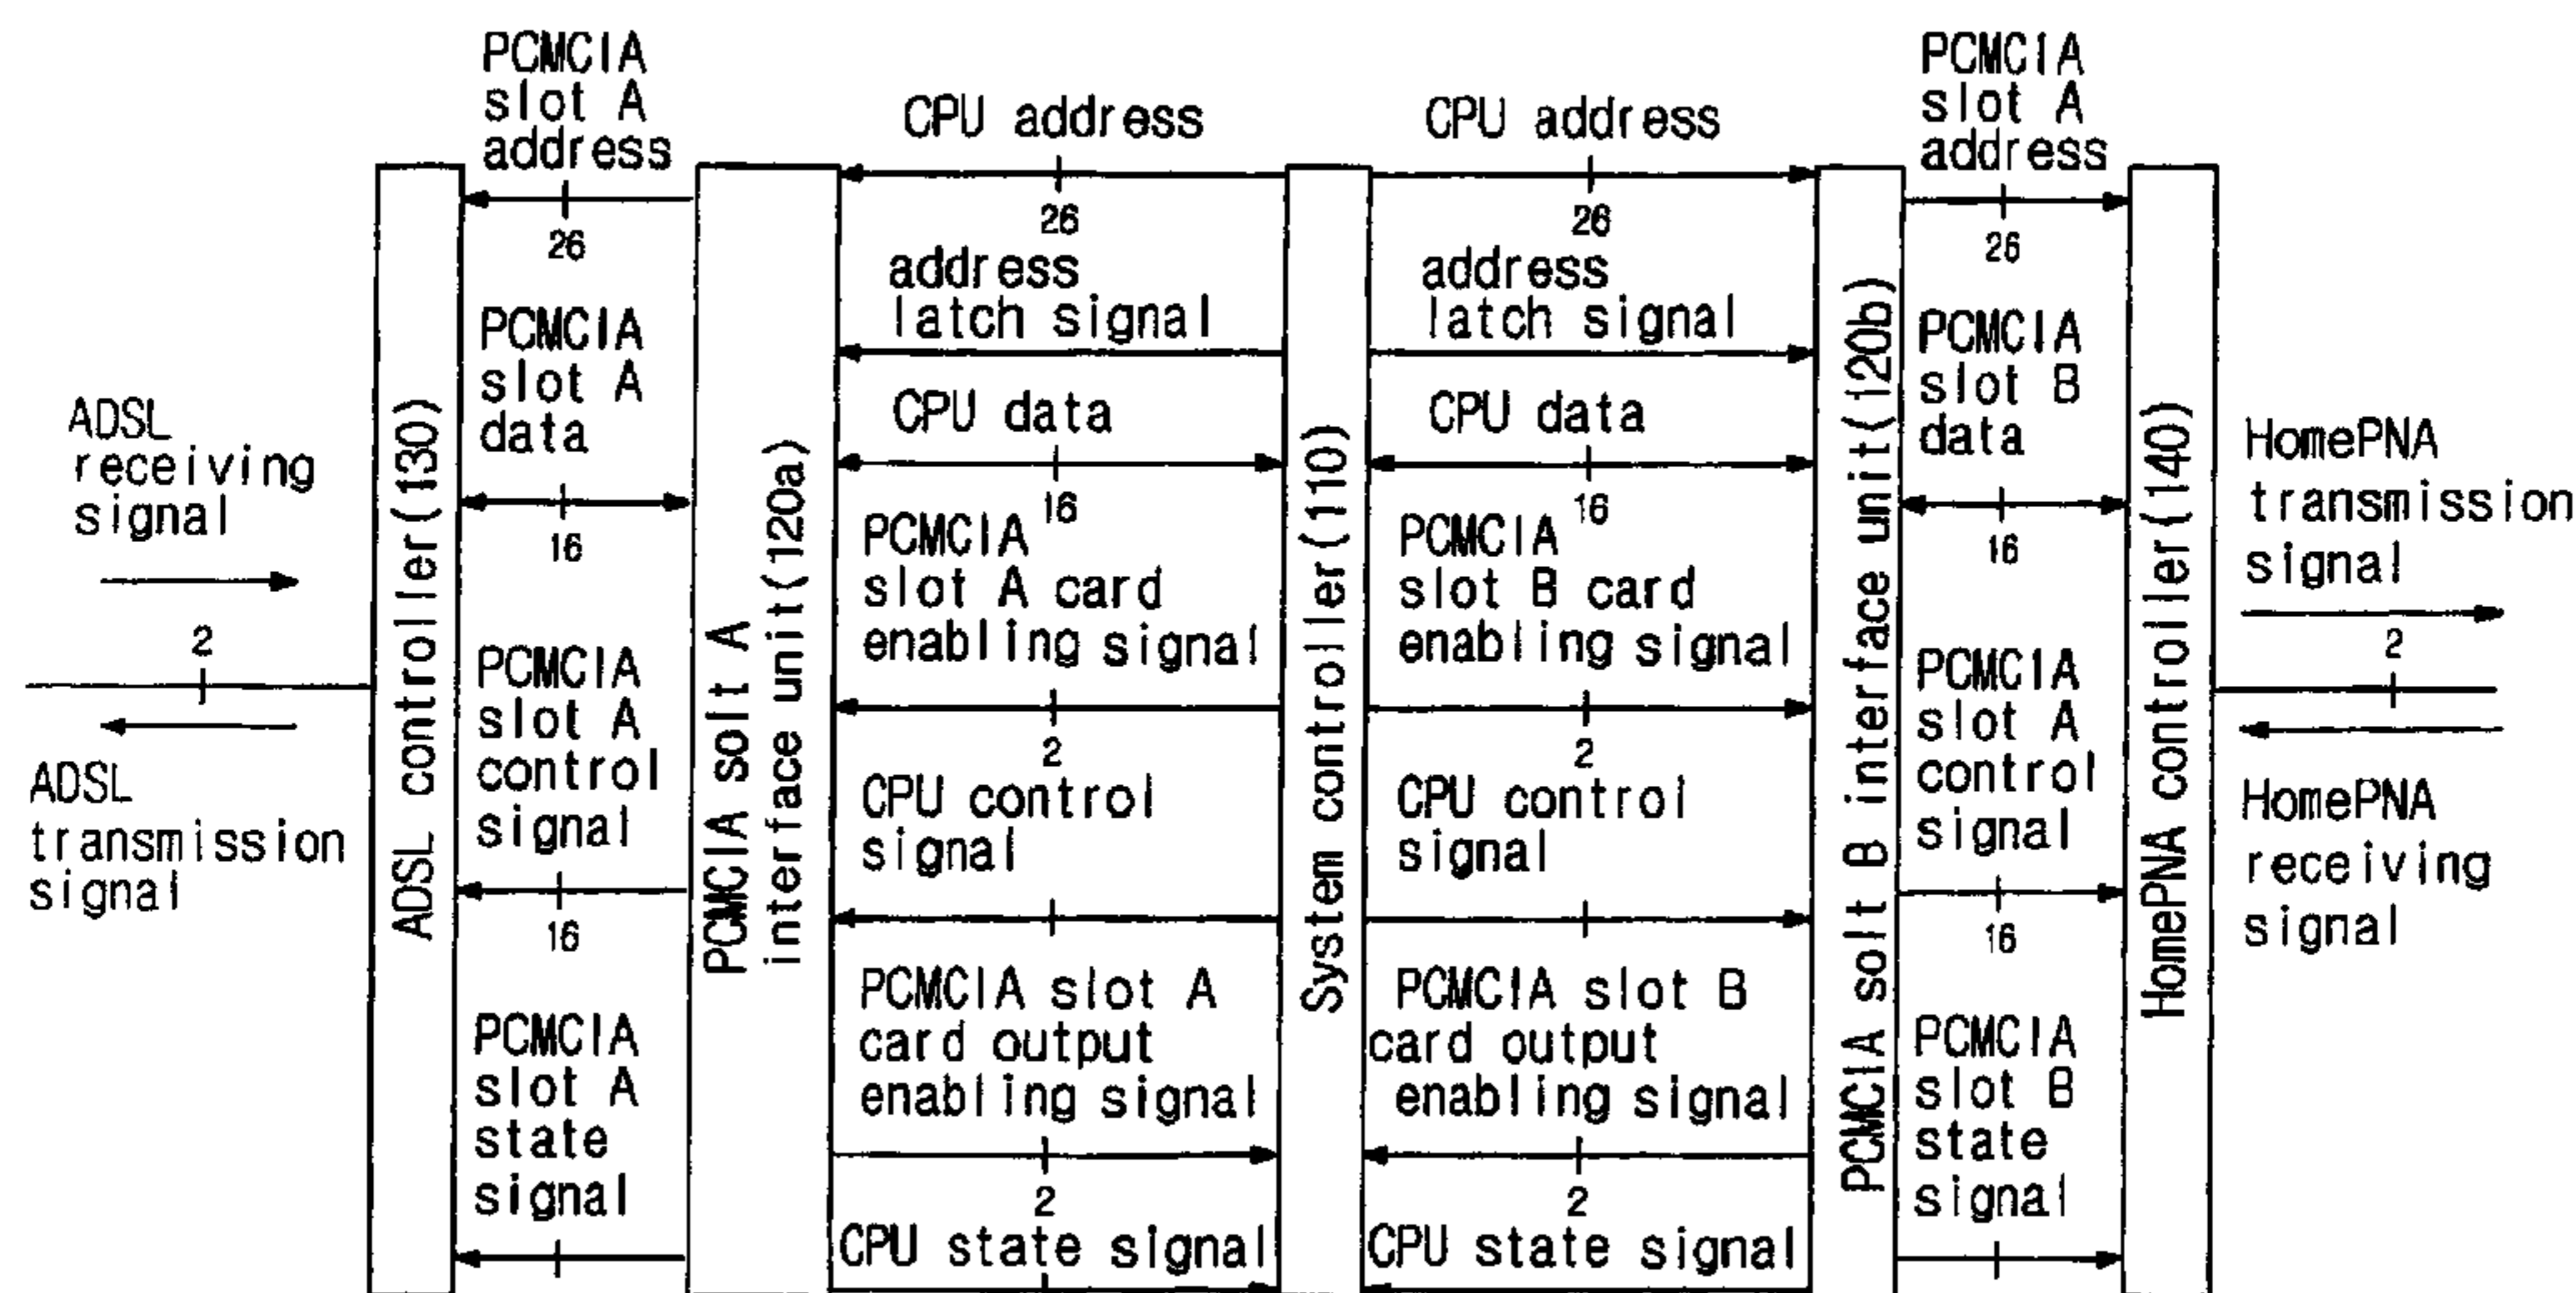 ADSL
receiving
signal
2
ADSL
transmission
signal
ADSL controller(130)
PCMCIA
slot A
address
26
PCMCIA
slot A
data
16
PCMCIA
slot A
control
signal
16
PCMCIA
slot A
state
signal
PCMCIA solt A
interface unit(120a)
CPU address
26
address
latch signal
CPU data
16
PCMCIA
slot A card
enabling signal
2
CPU control
signal
PCMCIA slot A
card output
enabling signal
2
CPU state signal
System controller(110)
CPU address
26
address
latch signal
CPU data
16
PCMCIA
slot B card
enabling signal
2
CPU control
signal
PCMCIA slot B
card output
enabling signal
2
CPU state signal
PCMCIA solt B interface unit(120b)
PCMCIA
slot A
address
26
PCMCIA
slot B
data
16
PCMCIA
slot A
control
signal
16
PCMCIA
slot B
state
signal
HomePNA controller(140)
HomePNA
transmission
signal
2
HomePNA
receiving
signal